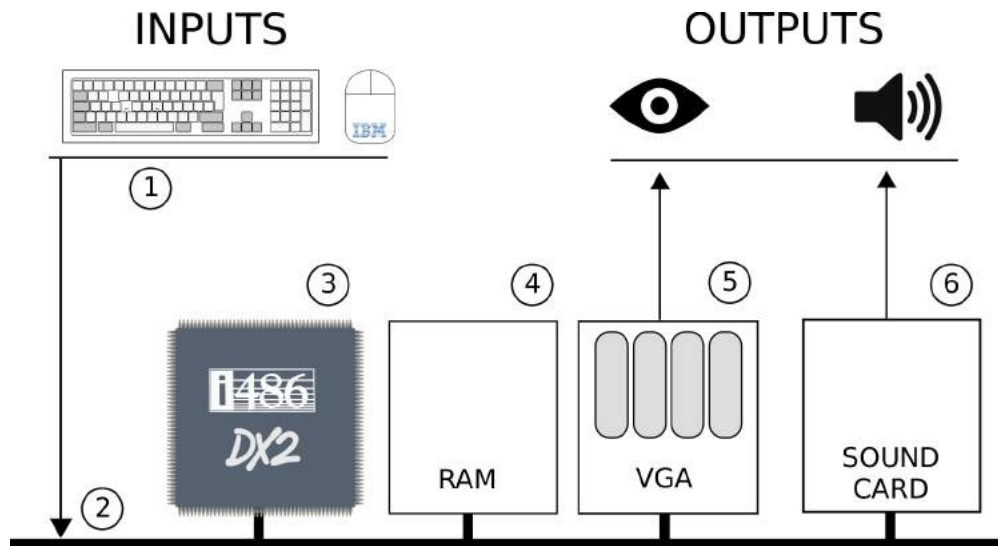 INPUTS
OUTPUTS
IBM
1
2
3
4
5
6
i486
DX2
RAM
VGA
SOUND
CARD